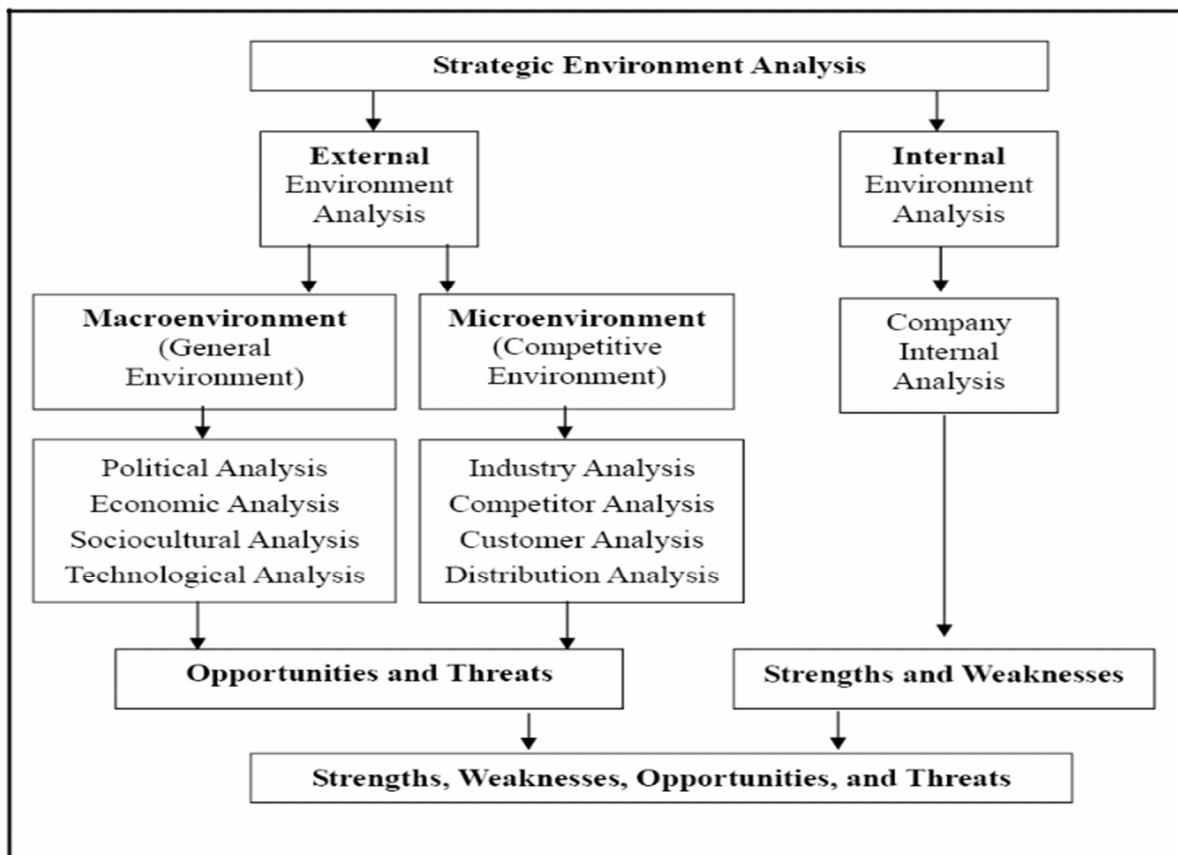 Strategic Environment Analysis
External
Environment
Analysis
Internal
Environment
Analysis
Macroenvironment
(General
Environment)
Microenvironment
(Competitive
Environment)
Company
Internal
Analysis
Political Analysis
Economic Analysis
Sociocultural Analysis
Technological Analysis
Industry Analysis
Competitor Analysis
Customer Analysis
Distribution Analysis
Opportunities and Threats
Strengths and Weaknesses
Strengths, Weaknesses, Opportunities, and Threats